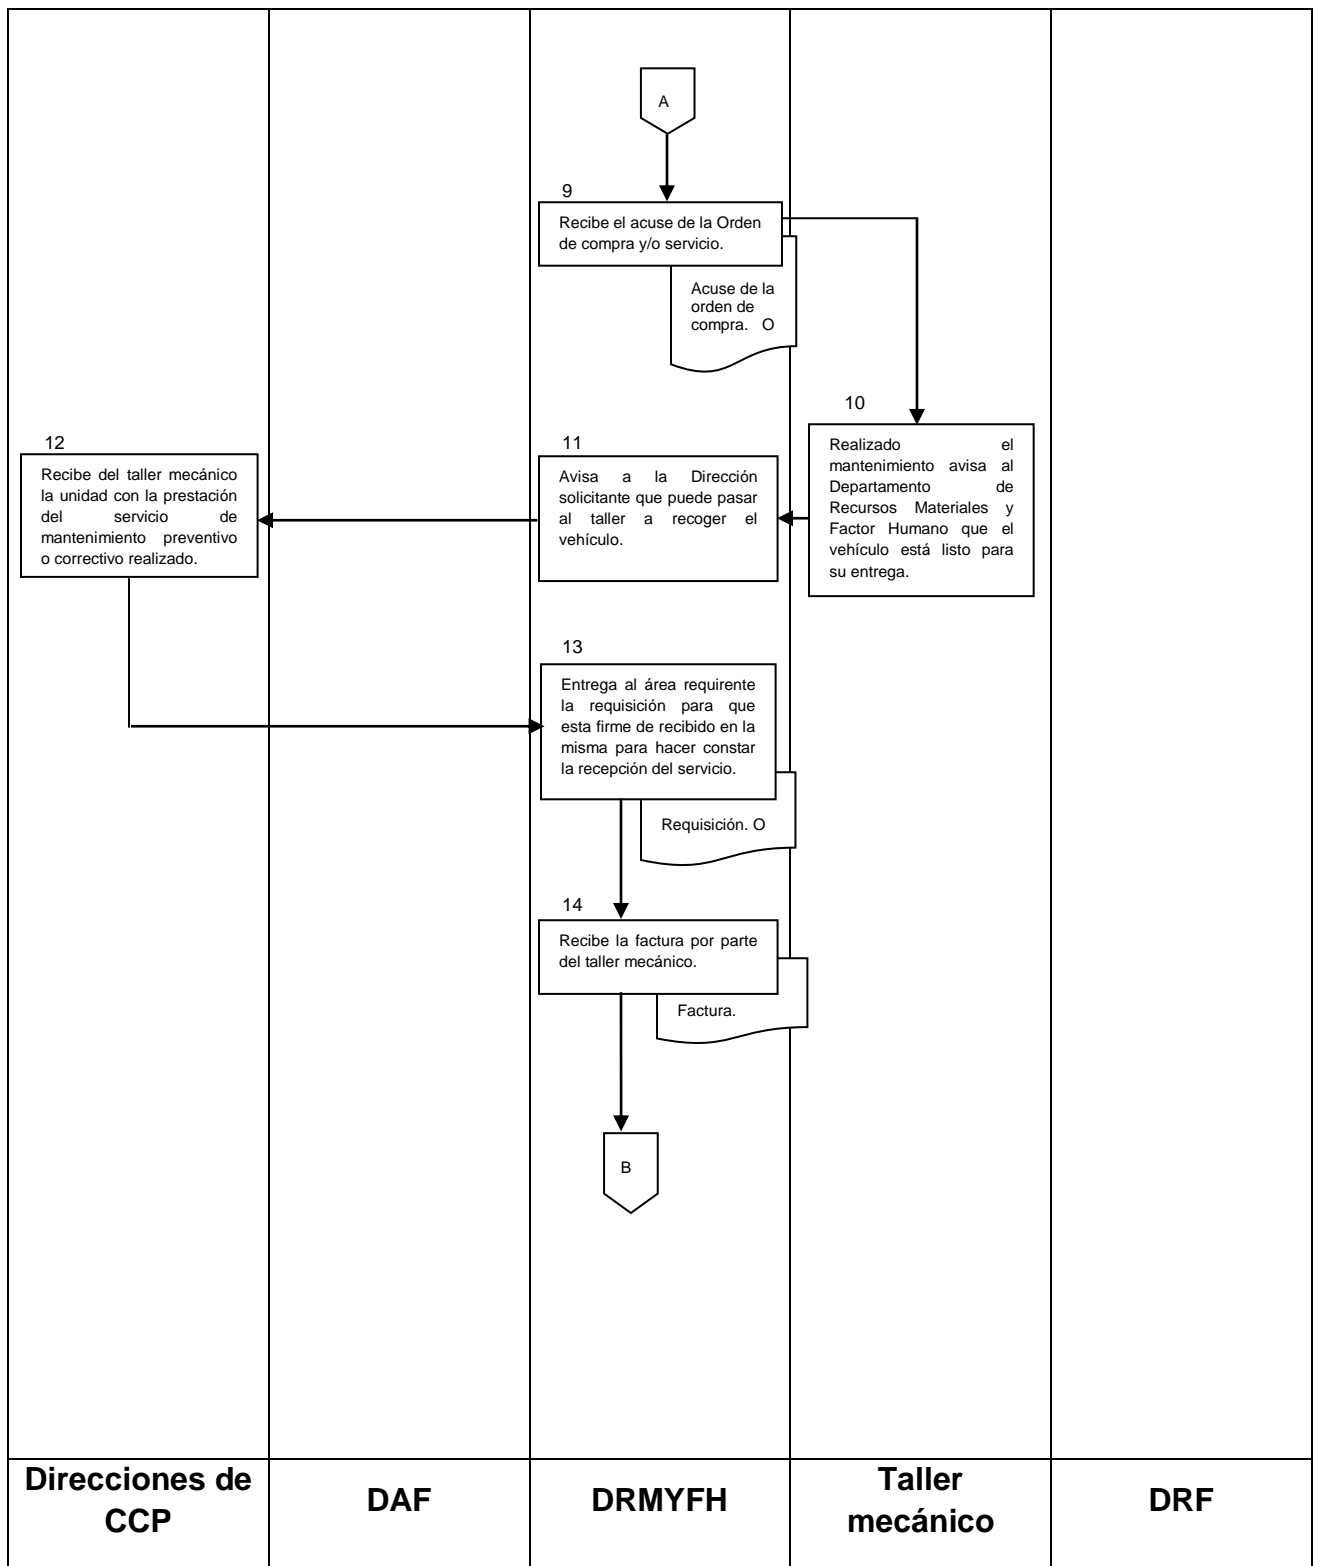 A
9
Recibe el acuse de la Orden
de compra y/o servicio.
Acuse de la
orden de
compra. O
10
Realizado el
mantenimiento avisa al
Departamento de
Recursos Materiales y
Factor Humano que el
vehículo está listo para
su entrega.
11
Avisa a la Dirección
solicitante que puede pasar
al taller a recoger el
vehículo.
12
Recibe del taller mecánico
la unidad con la prestación
del servicio de
mantenimiento preventivo
o correctivo realizado.
13
Entrega al área requirente
la requisición para que
esta firme de recibido en la
misma para hacer constar
la recepción del servicio.
Requisición. O
14
Recibe la factura por parte
del taller mecánico.
Factura.
B
Direcciones de
CCP
DAF
DRMYFH
Taller
mecánico
DRF